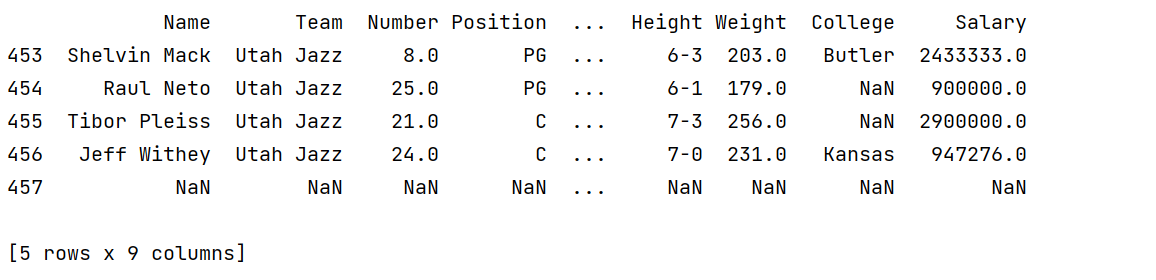 Name       Team  Number Position  ...  Height Weight  College     Salary
453  Shelvin Mack  Utah Jazz     8.0       PG  ...     6-3  203.0   Butler  2433333.0
454     Raul Neto  Utah Jazz    25.0       PG  ...     6-1  179.0      NaN   900000.0
455  Tibor Pleiss  Utah Jazz    21.0        C  ...     7-3  256.0      NaN  2900000.0
456   Jeff Withey  Utah Jazz    24.0        C  ...     7-0  231.0   Kansas   947276.0
457           NaN        NaN     NaN      NaN  ...     NaN    NaN      NaN        NaN
[5 rows x 9 columns]